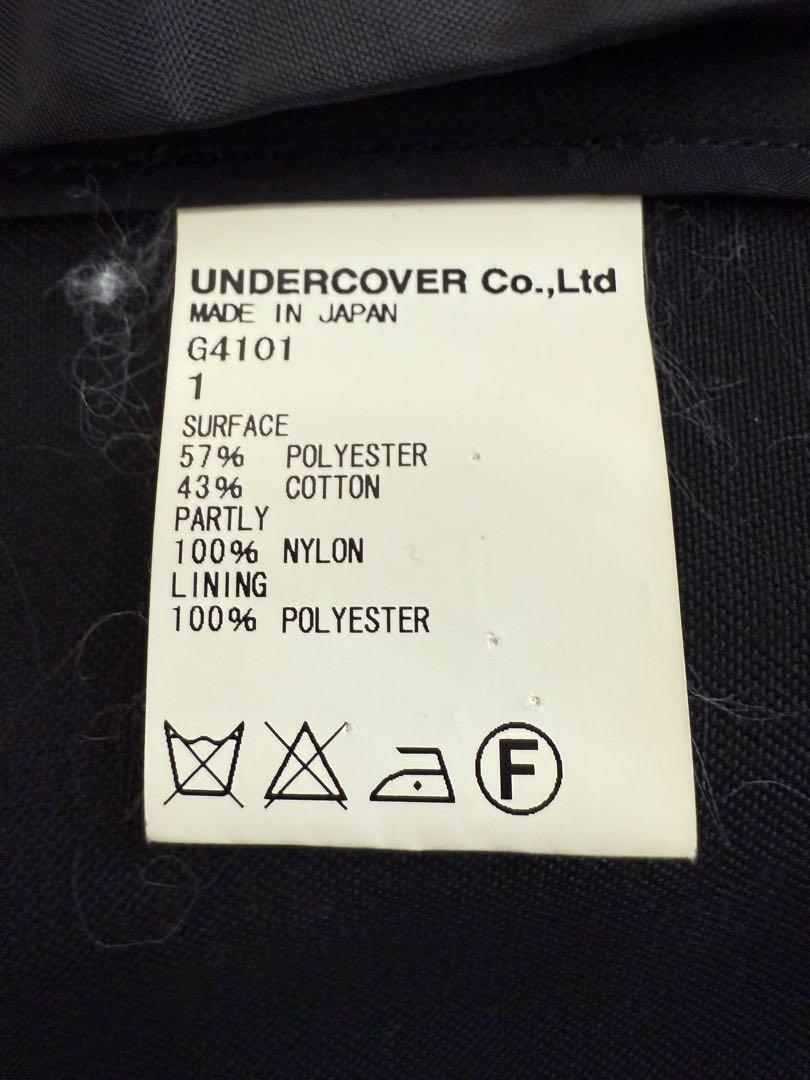 UNDERCOVER Co.,Ltd
MADE IN JAPAN
G4101
1
SURFACE
57% POLYESTER
43% COTTON
PARTLY
100% NYLON
LINING
100% POLYESTER
F